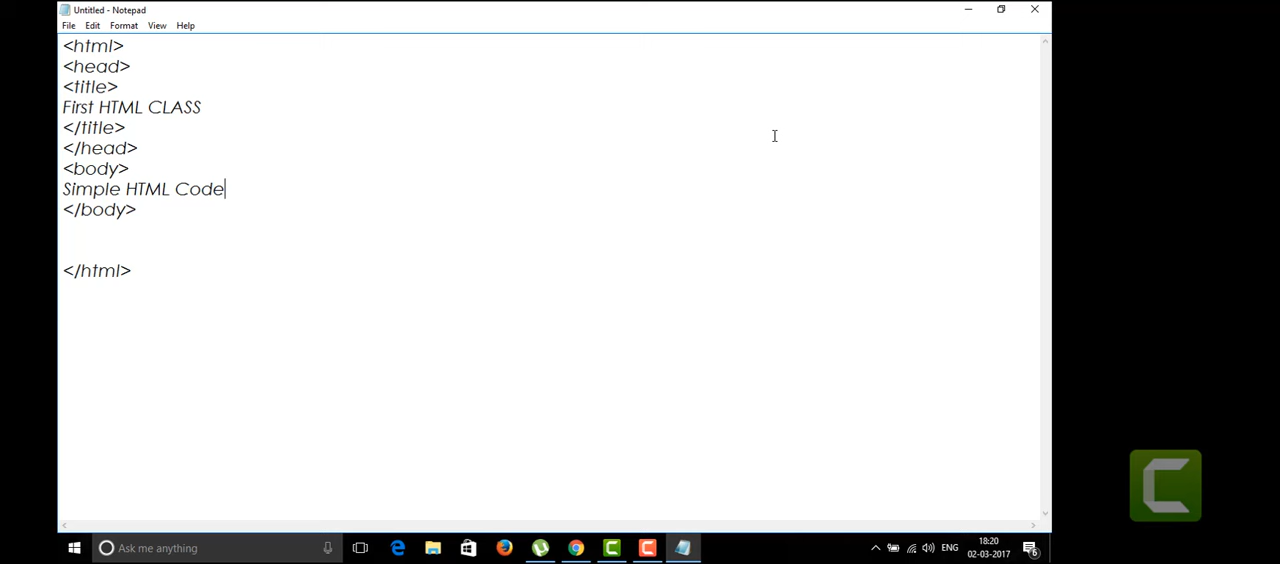 Untitled - Notepad
File Edit Format View Help
<html>
<head>
<title>
First HTML CLASS
</title>
</head>
<body>
Simple HTML Code
</body>
</html>
Ask me anything
ENG
18:20
02-03-2017
6